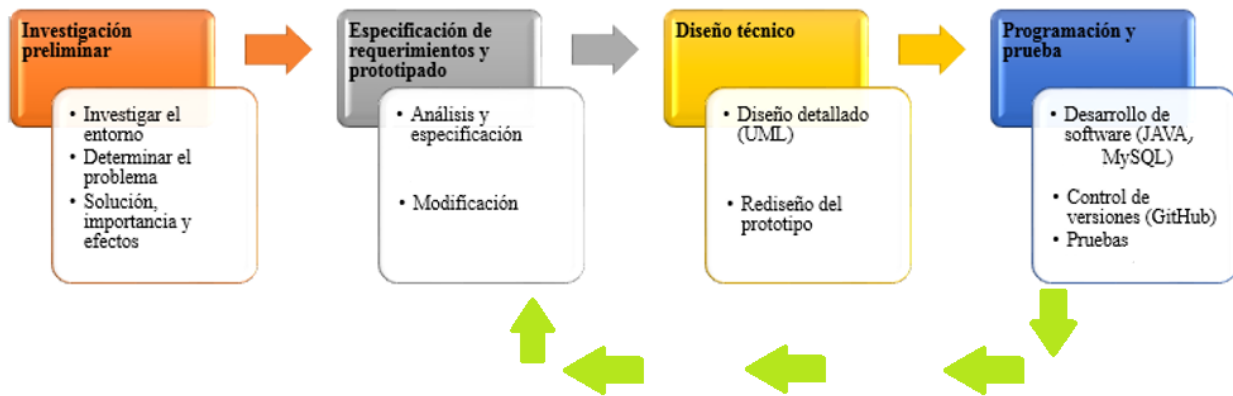 Investigación
preliminar
• Investigar el
entorno
• Determinar el
problema
• Solución,
importancia y
efectos
Especificación de
requerimientos y
prototipado
• Análisis y
especificación
• Modificación
Diseño técnico
• Diseño detallado
(UML)
• Rediseño del
prototipo
Programación y
prueba
• Desarrollo de
software (JAVA,
MySQL)
• Control de
versiones (GitHub)
• Pruebas